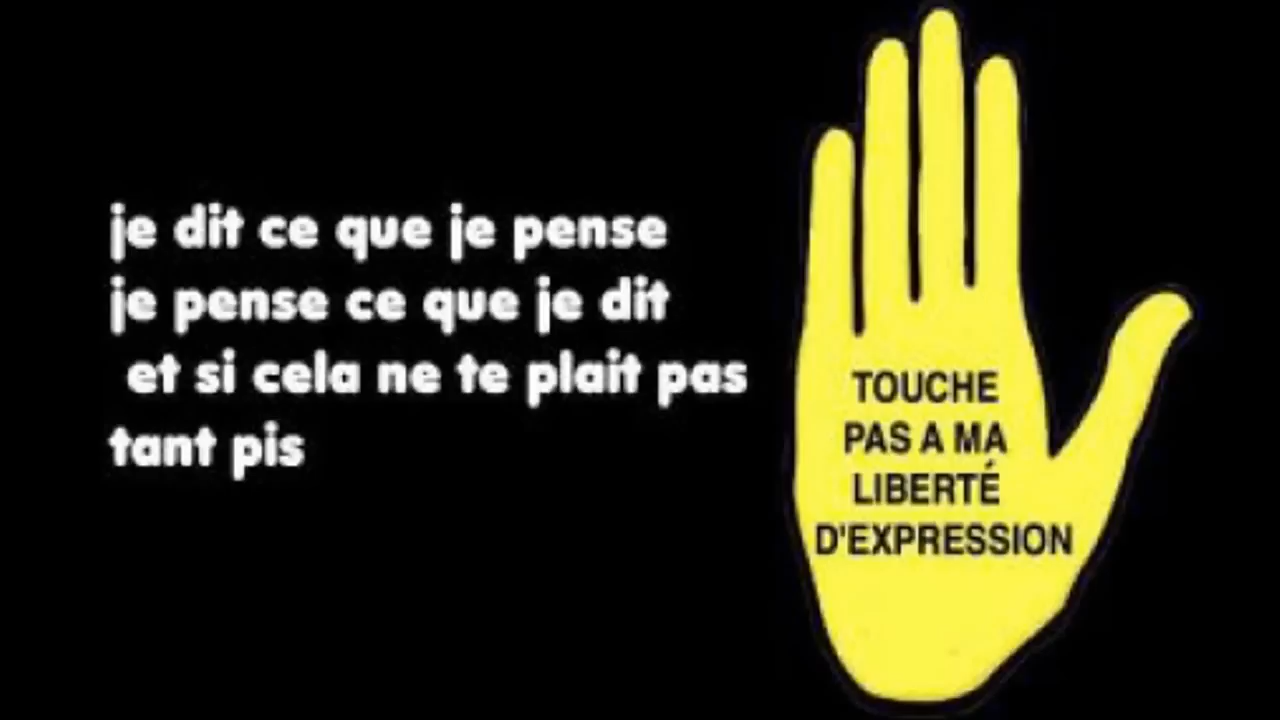 je dit ce que je pense
je pense ce que je dit
et si cela ne te plait pas
tant pis
TOUCHE
PAS A MA
LIBERTÉ
D'EXPRESSION